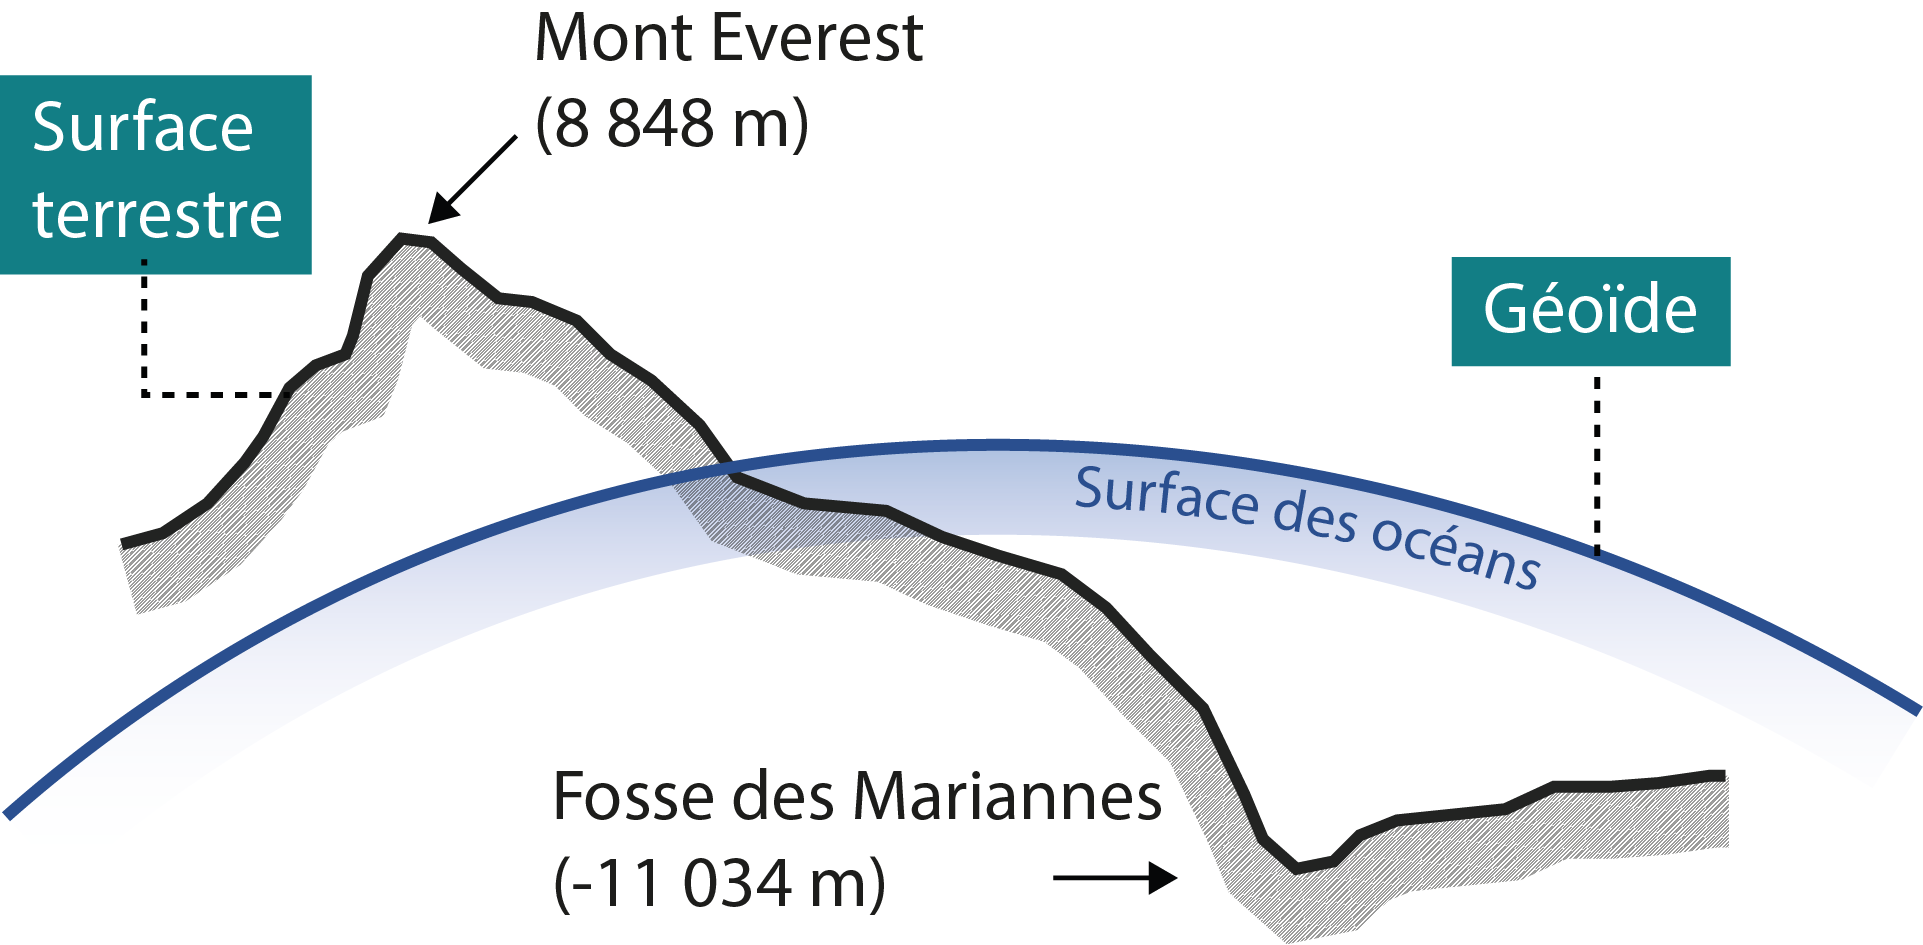 Mont Everest
(8 848 m)
Surface
terrestre
Géoïde
Surface des océans
Fosse des Mariannes
(-11 034 m)